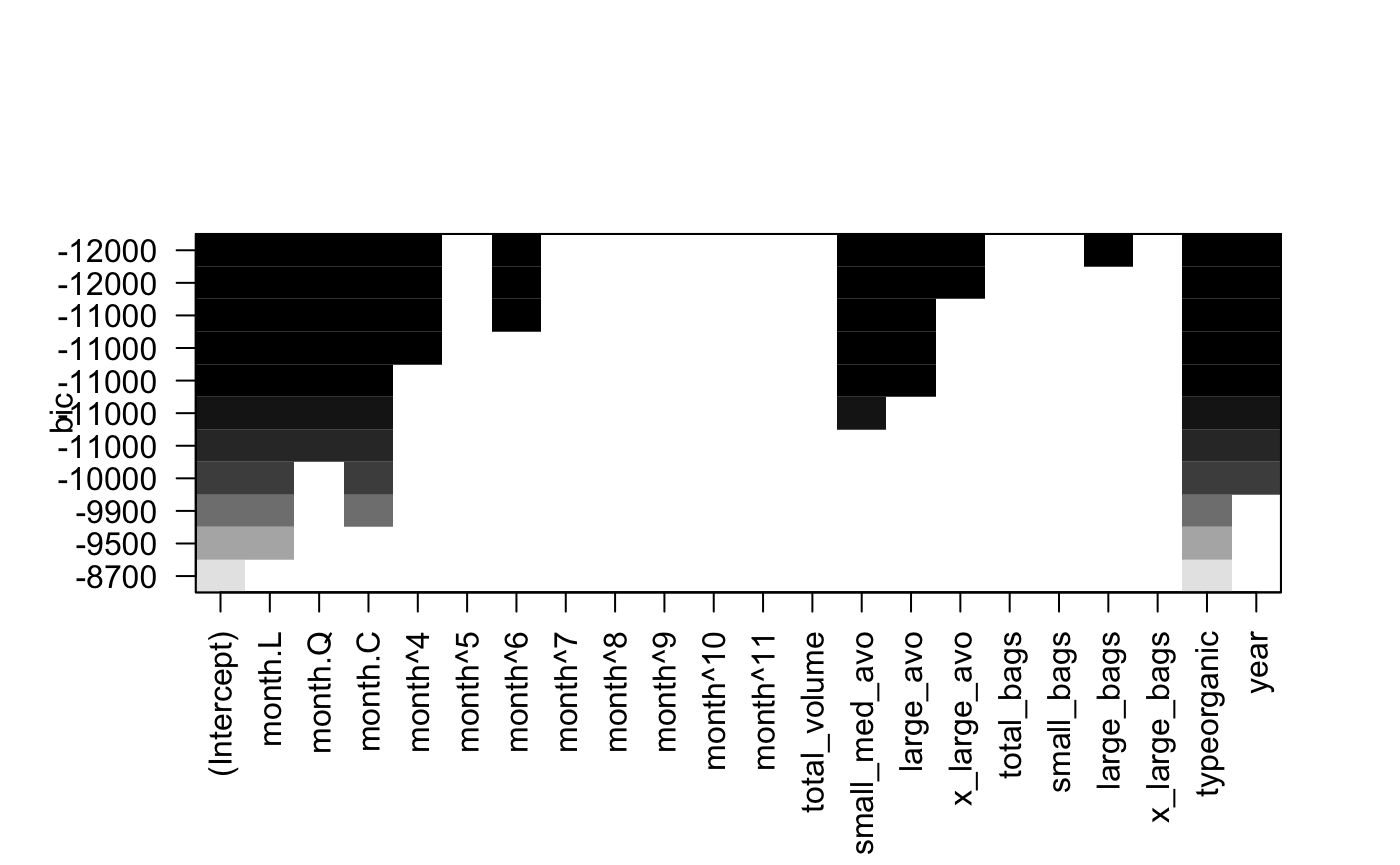 -12000
-12000
-11000
-11000
-11000
-11000
-11000
-10000
-9900
-9500
-8700
bic
(Intercept)
month.L
month.Q
month.C
month^4
month^5
month^6
month^7
month^8
month^9
month^10
month^11
total_volume
small_med_avo
large_avo
x_large_avo
total_bags
small_bags
large_bags
x_large_bags
typeorganic
year